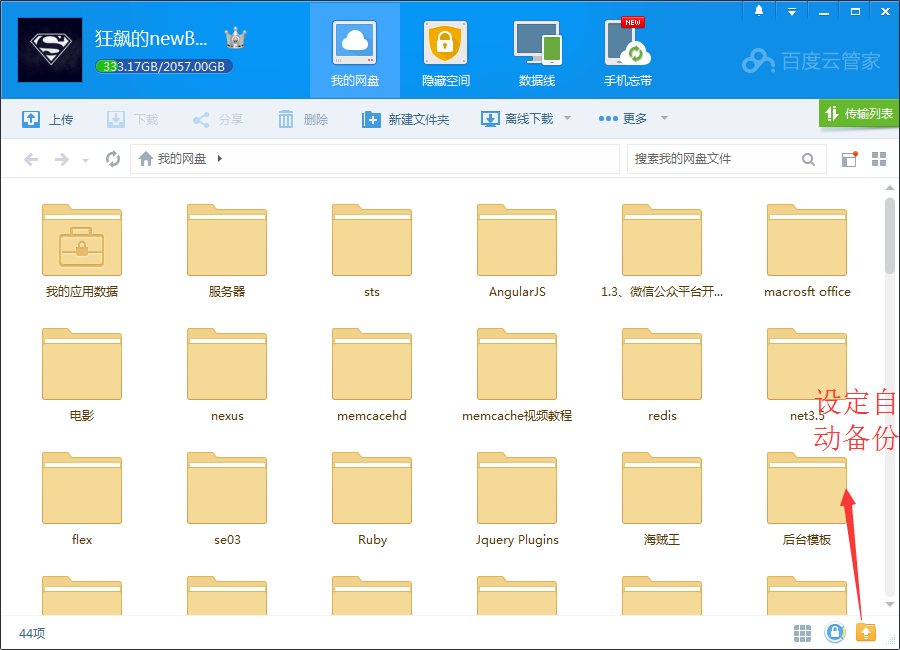 狂飙的newB...
333.17GB/2057.00GB
我的网盘
隐藏空间
数据线
NEW
手机忘带
百度云管家
上传
下载
分享
删除
新建文件夹
离线下载
更多
传输列表
我的网盘
搜索我的网盘文件
我的应用数据
服务器
sts
AngularJS
1.3、微信公众平台开...
macrosft office
电影
nexus
memcacehd
memcache视频教程
redis
net3.5
设定自
动备份
flex
se03
Ruby
Jquery Plugins
海贼王
后台模板
44项